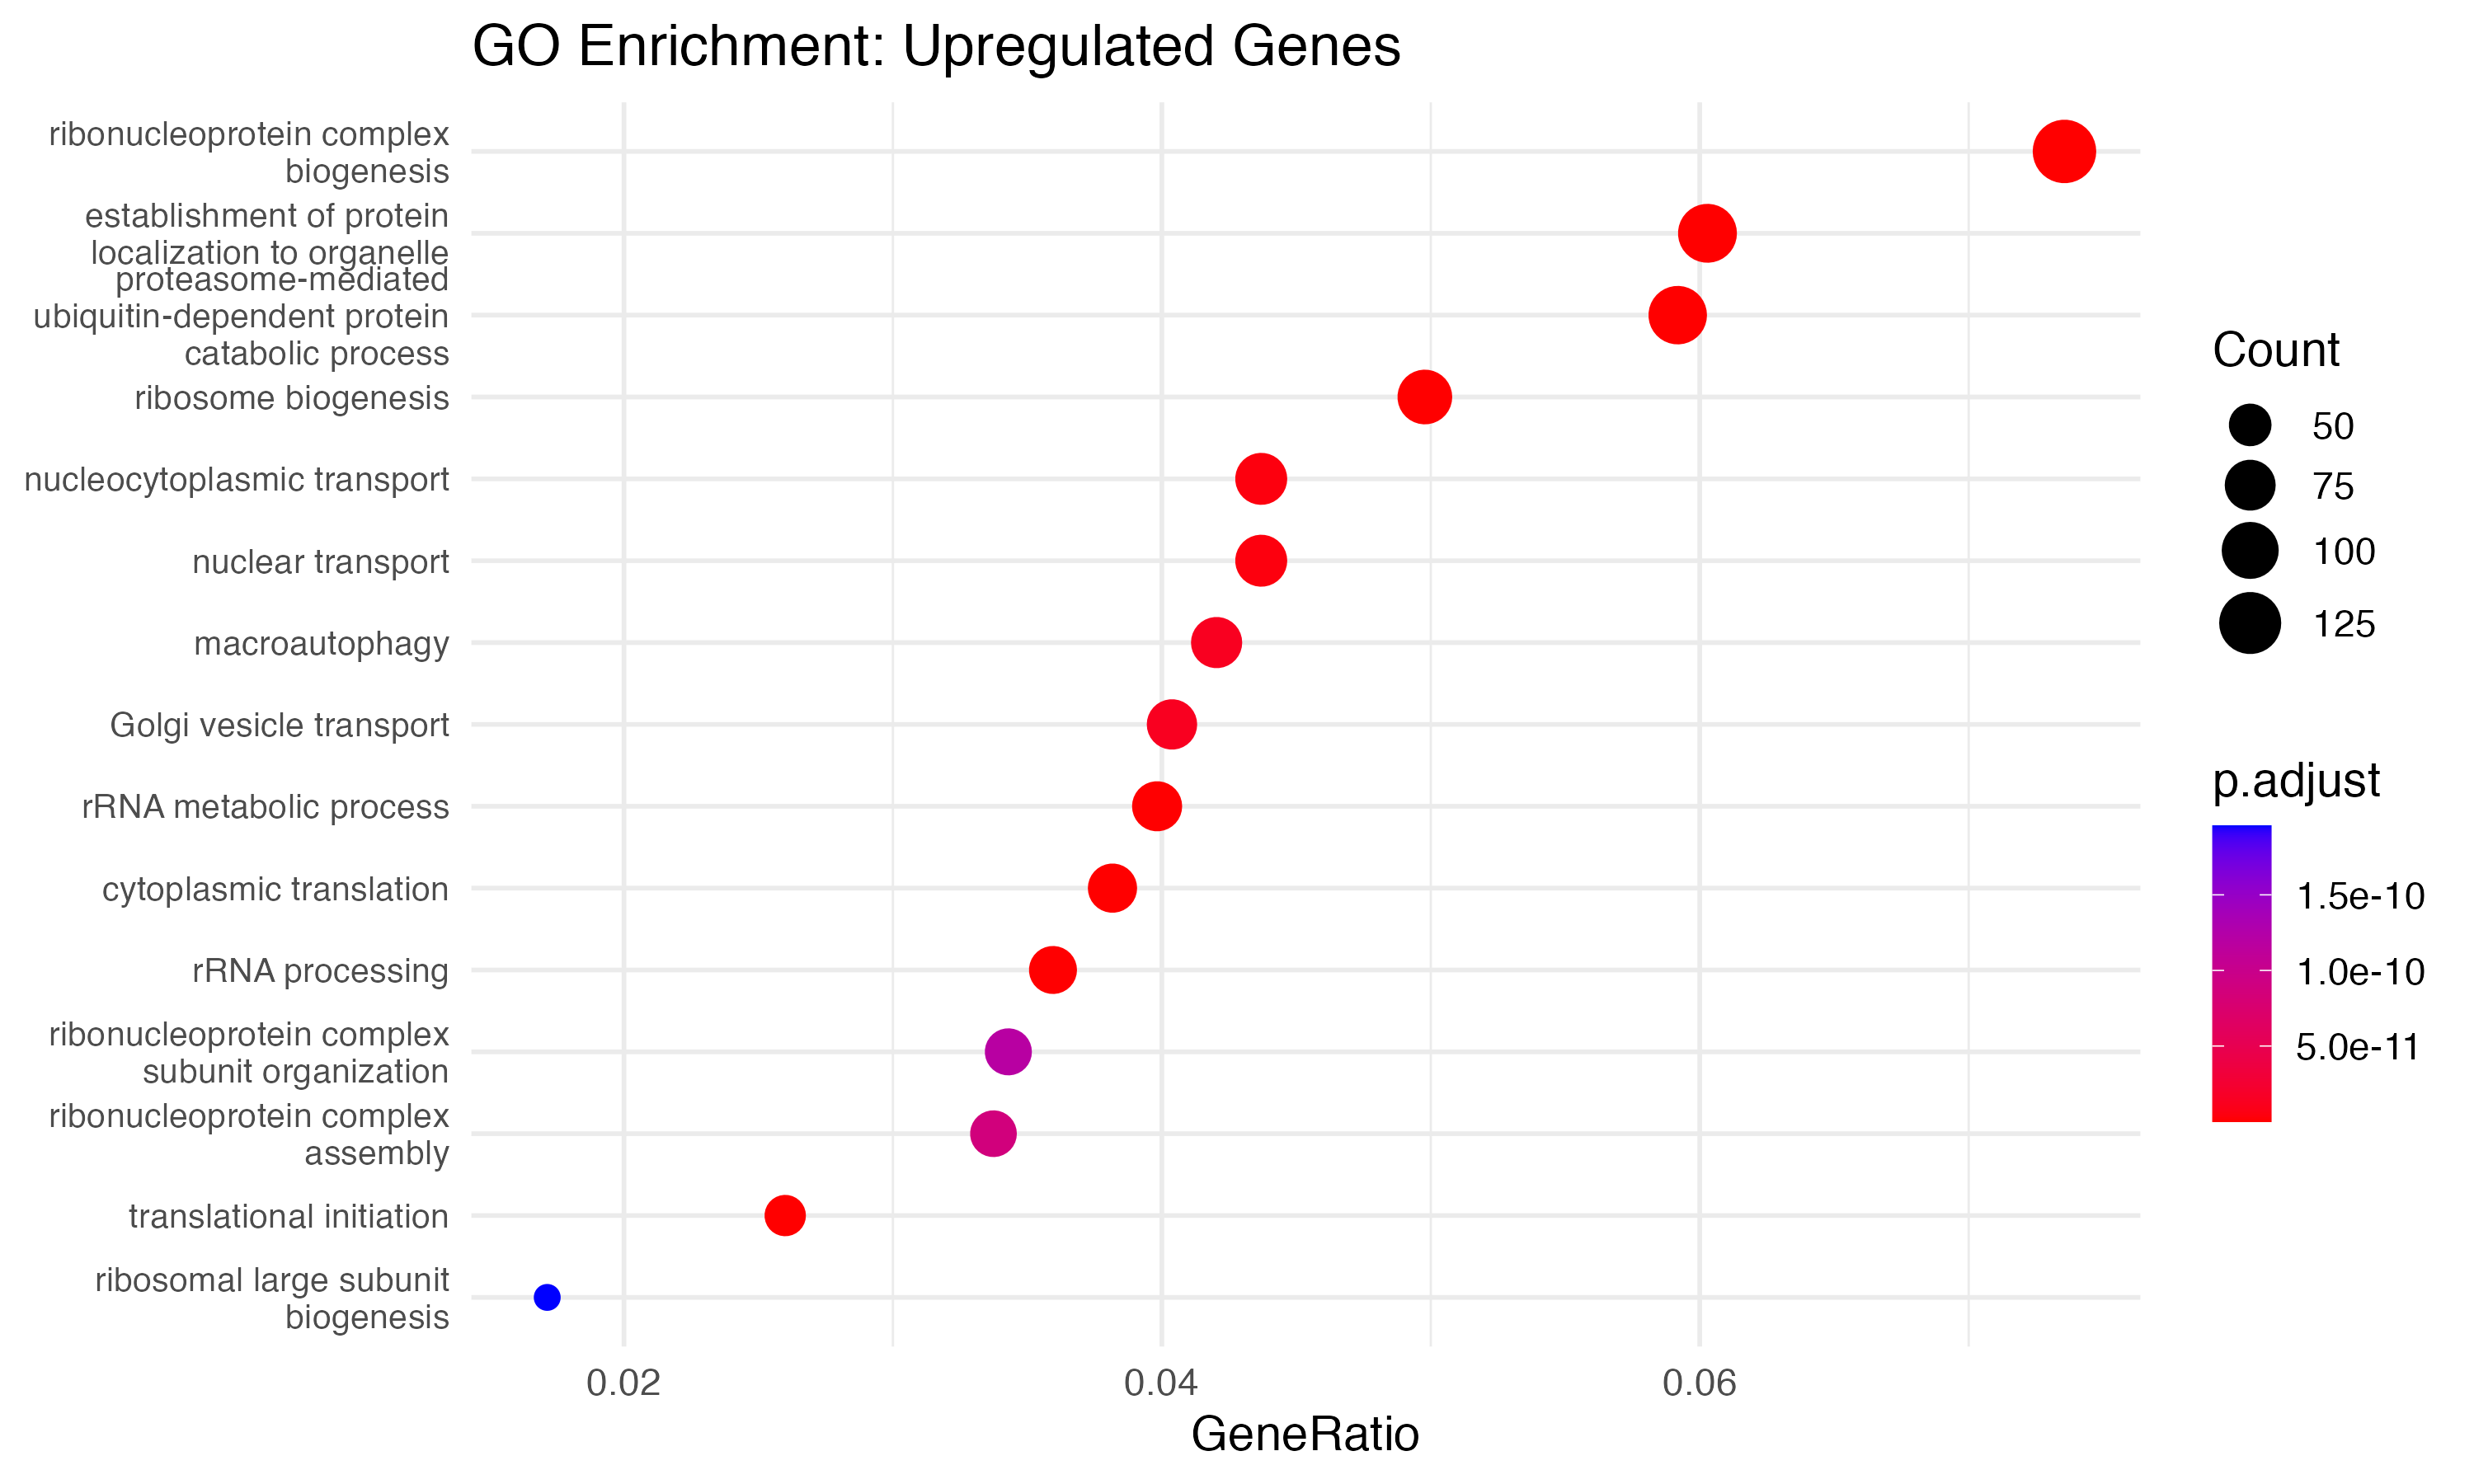 GO Enrichment: Upregulated Genes
ribonucleoprotein complex
biogenesis
establishment of protein
localization to organelle
proteasome-mediated
ubiquitin-dependent protein
catabolic process
ribosome biogenesis
nucleocytoplasmic transport
nuclear transport
macroautophagy
Golgi vesicle transport
rRNA metabolic process
cytoplasmic translation
rRNA processing
ribonucleoprotein complex
subunit organization
ribonucleoprotein complex
assembly
translational initiation
ribosomal large subunit
biogenesis
0.02
0.04
0.06
GeneRatio
Count
50
75
100
125
p.adjust
1.5e-10
1.0e-10
5.0e-11